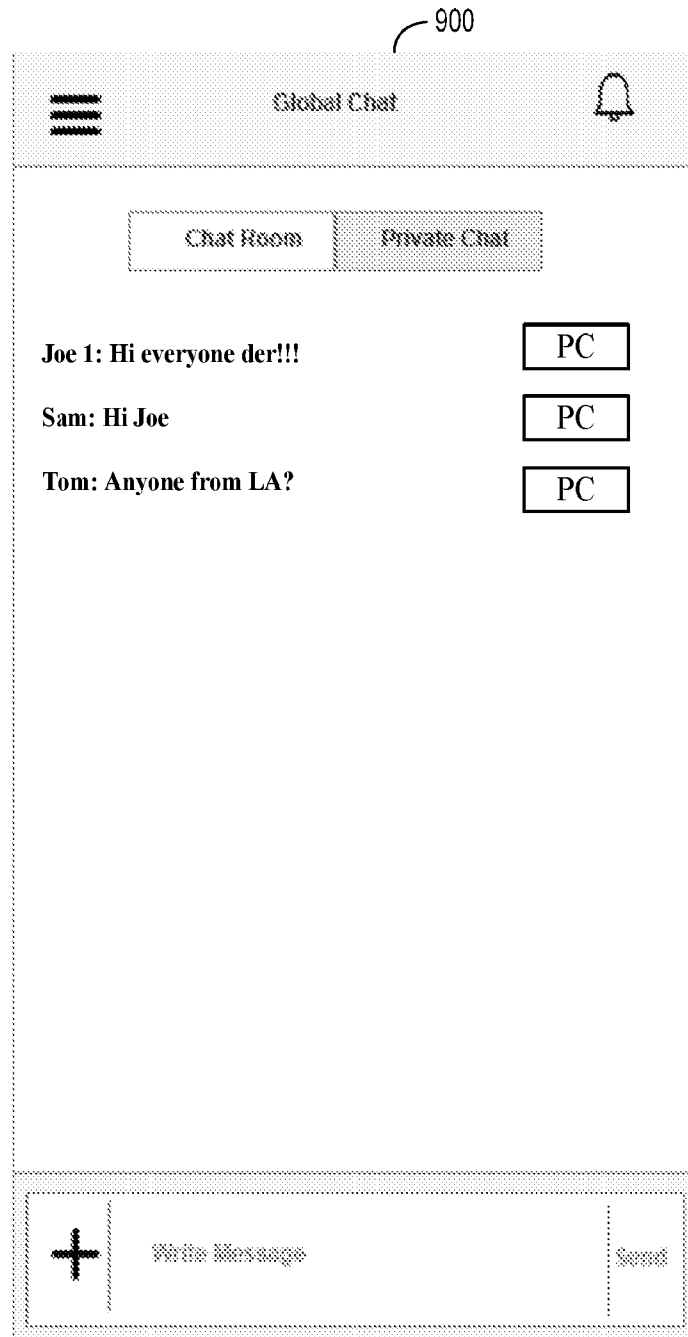 900
Global Chat
Chat Room Private Chat
Joe 1: Hi everyone der!!! PC
Sam: Hi Joe PC
Tom: Anyone from LA? PC
Write Message Send